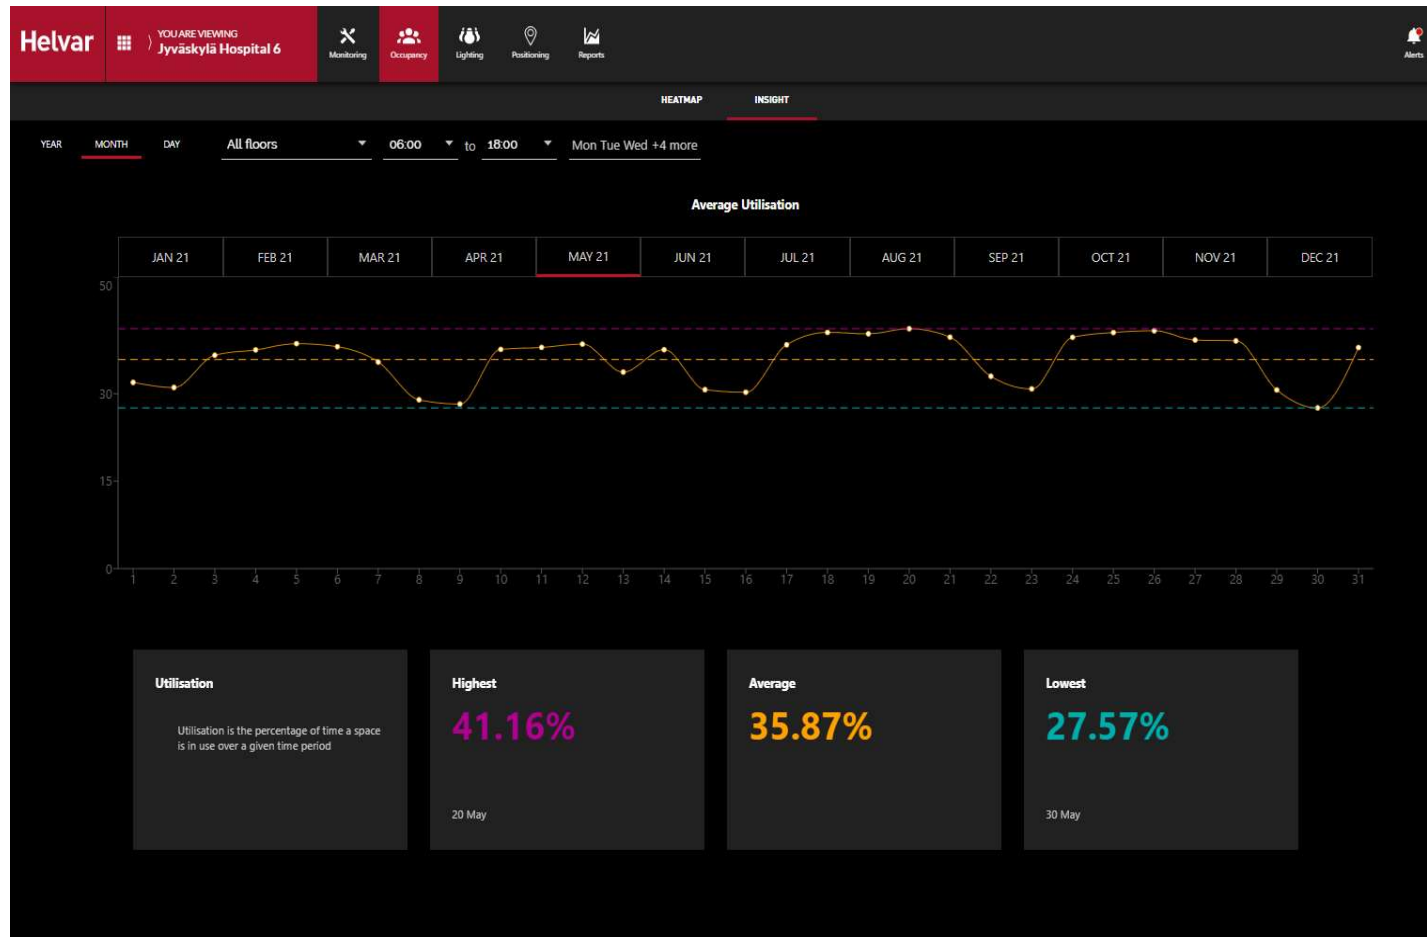 Helvar
YOU ARE VIEWING
Jyväskylä Hospital 6
Monitoring
Occupancy
Lighting
Positioning
Reports
Alerts
HEATMAP INSIGHT
YEAR MONTH DAY All floors 06:00 to 18:00 Mon Tue Wed +4 more
Average Utilisation
JAN 21 FEB 21 MAR 21 APR 21 MAY 21 JUN 21 JUL 21 AUG 21 SEP 21 OCT 21 NOV 21 DEC 21
50
30
15
0
1 2 3 4 5 6 7 8 9 10 11 12 13 14 15 16 17 18 19 20 21 22 23 24 25 26 27 28 29 30 31
Utilisation
Utilisation is the percentage of time a space
is in use over a given time period
Highest
41.16%
20 May
Average
35.87%
Lowest
27.57%
30 May